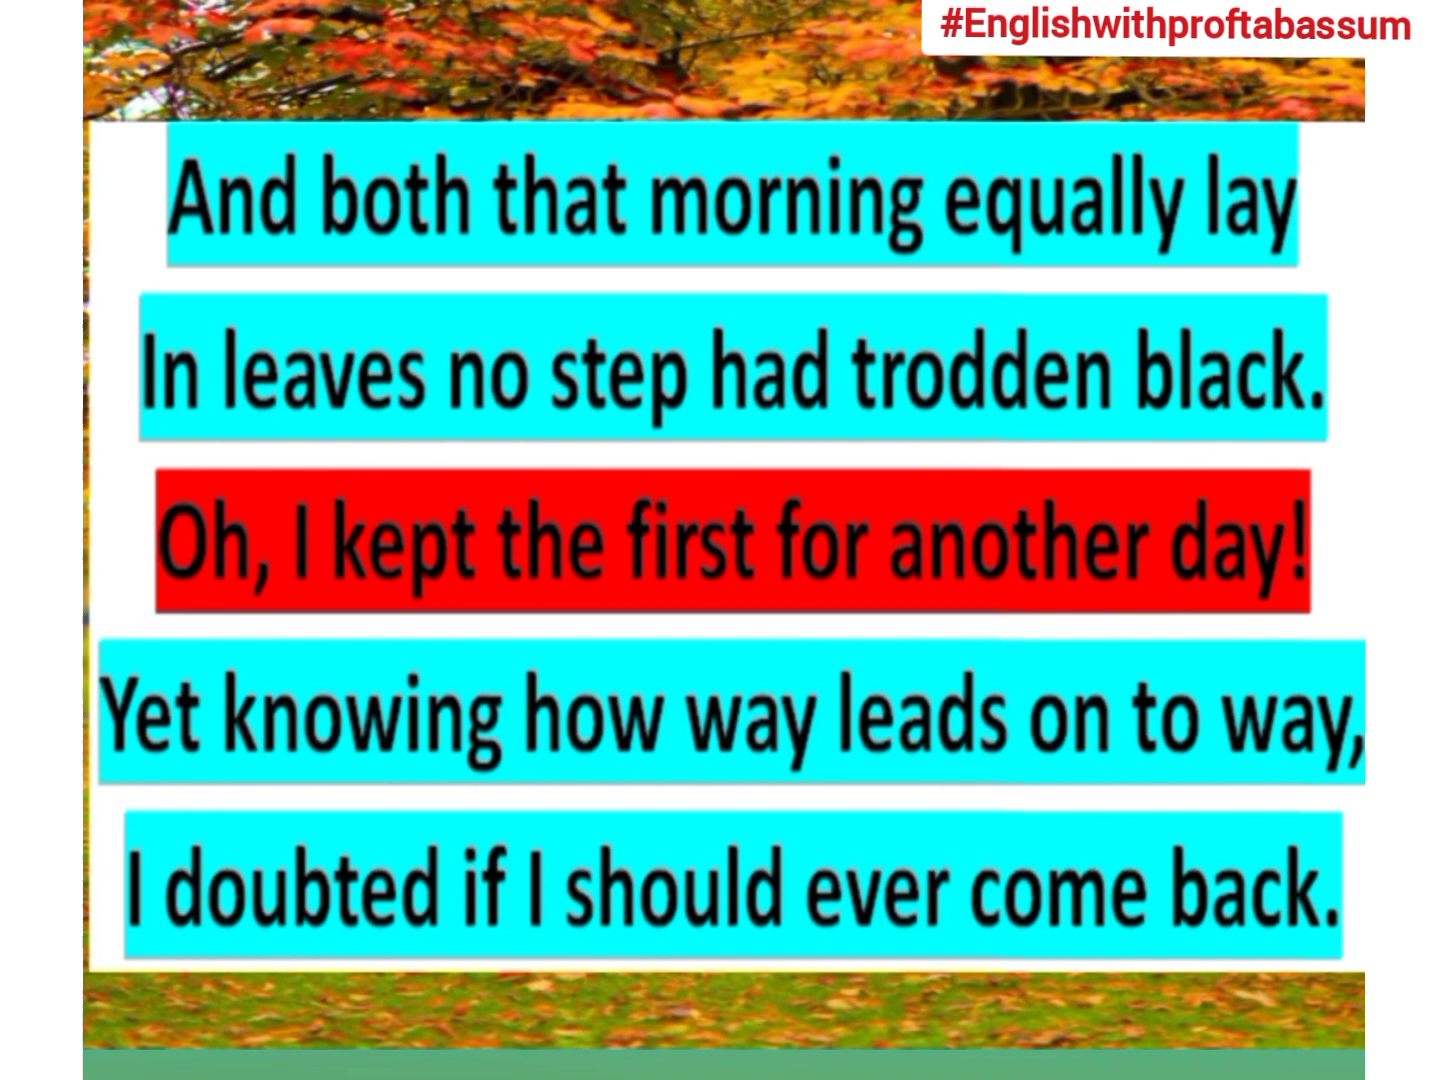 #Englishwithproftabassum
And both that morning equally lay
In leaves no step had trodden black.
Oh, I kept the first for another day!
Yet knowing how way leads on to way,
I doubted if I should ever come back.